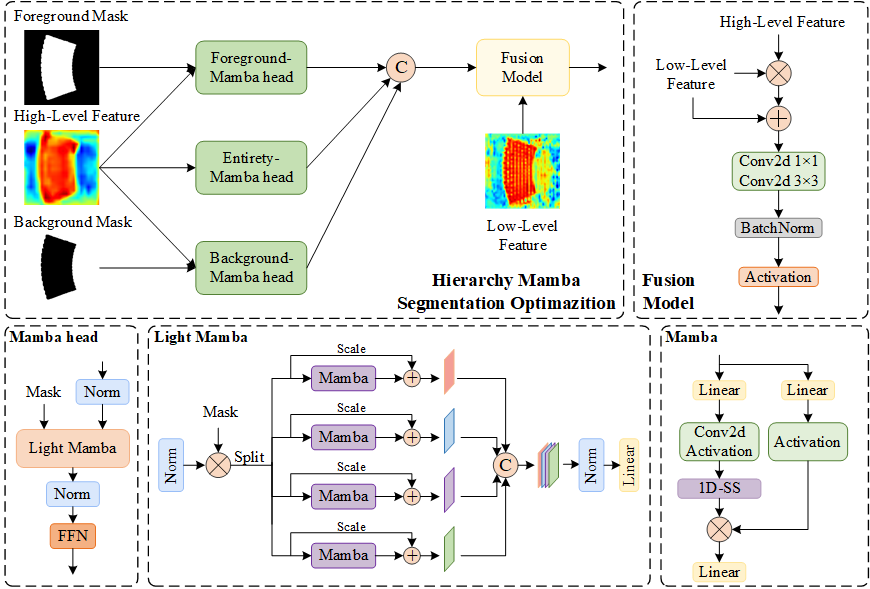 Foreground Mask
High-Level Feature
Background Mask
Foreground-
Mamba head
Entirety-
Mamba head
Background-
Mamba head
C
Fusion
Model
Low-Level
Feature
Hierarchy Mamba
Segmentation Optimazition
High-Level Feature
Low-Level
Feature
Conv2d 1×1
Conv2d 3×3
BatchNorm
Activation
Fusion
Model
Mamba head
Mask
Norm
Light Mamba
Norm
FFN
Light Mamba
Norm
Mask
Split
Scale
Mamba
Scale
Mamba
Scale
Mamba
Scale
Mamba
C
Norm
Linear
Mamba
Linear
Linear
Conv2d
Activation
Activation
1D-SS
Linear